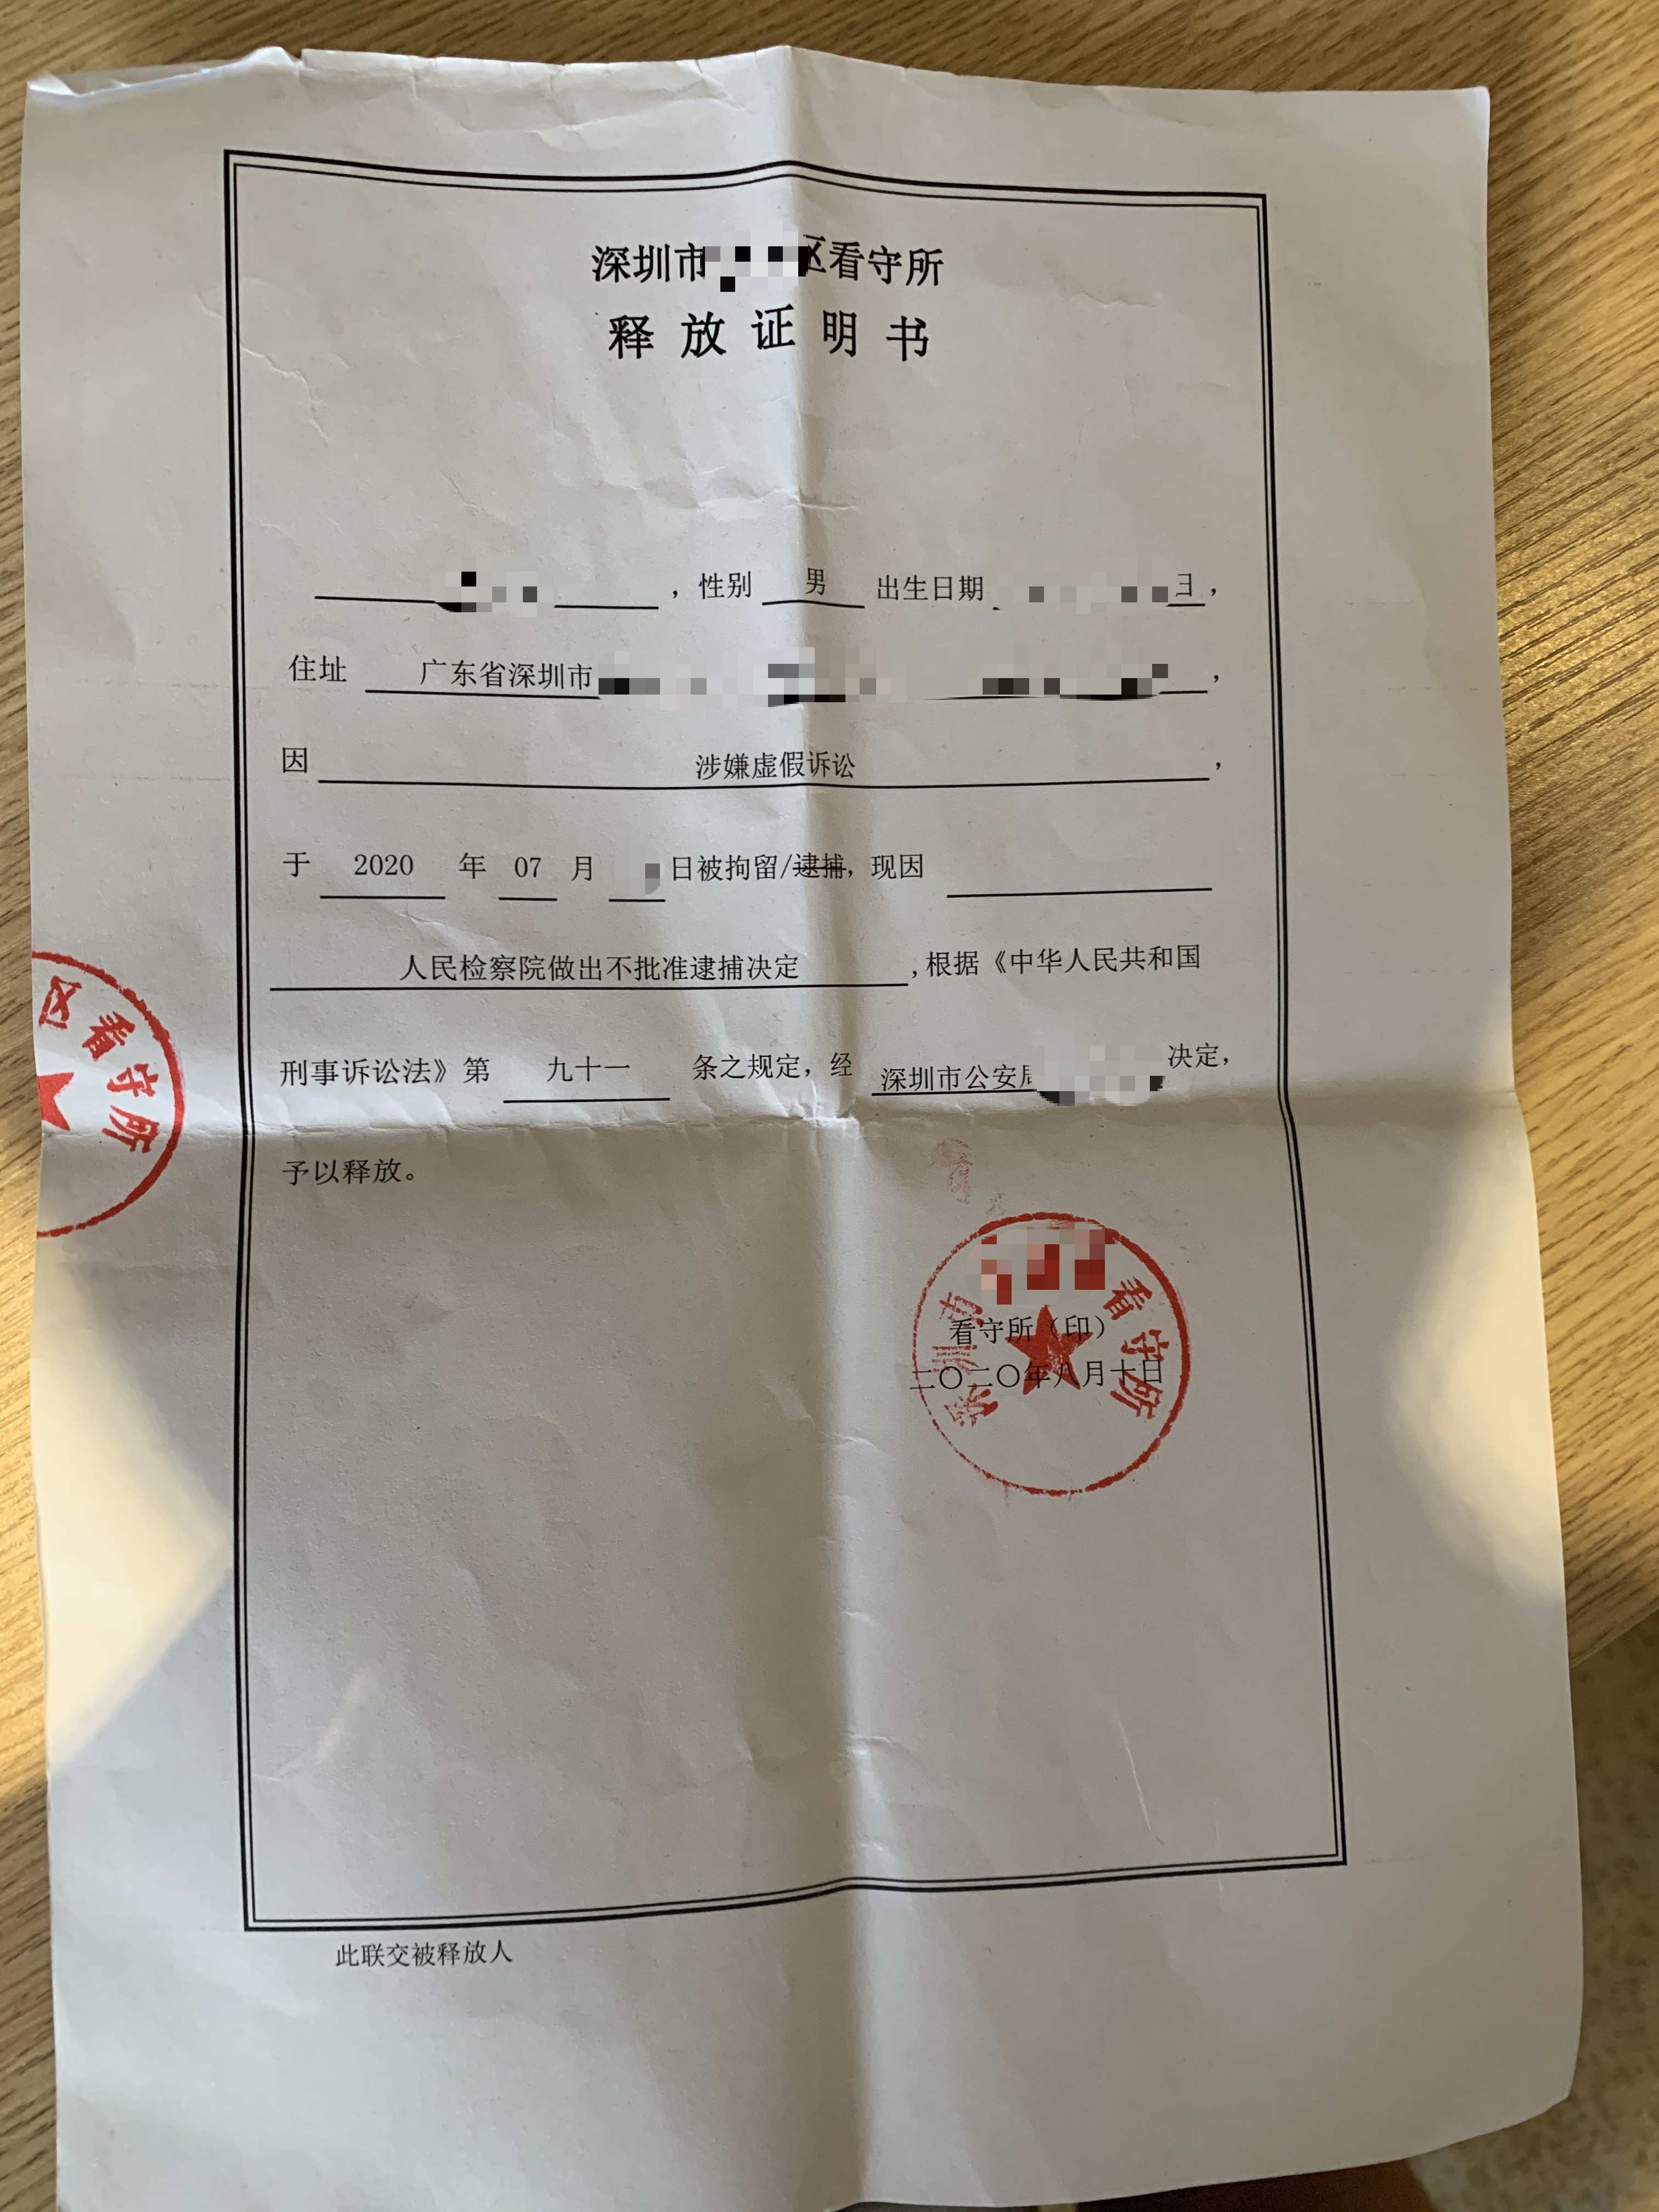 深圳市 区看守所
释放证明书
，性别 男 出生日期 日，
住址 广东省深圳市 ，
因 涉嫌虚假诉讼 ，
于 2020 年 07 月 日被拘留/逮捕，现因
人民检察院做出不批准逮捕决定 ,根据《中华人民共和国
刑事诉讼法》第 九十一 条之规定，经 深圳市公安局 决定，
予以释放。
区看守所
深圳市 看守所
看守所（印）
二〇二〇年八月十日
此联交被释放人